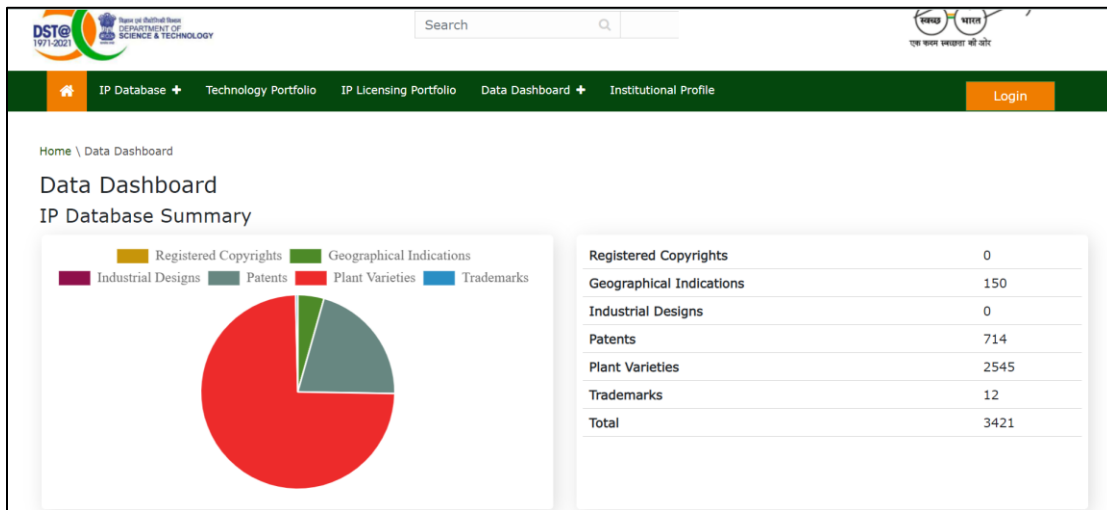 DST@
1971-2021
विज्ञान एवं प्रौद्योगिकी विभाग
DEPARTMENT OF
SCIENCE & TECHNOLOGY
Search
स्वच्छ भारत
एक कदम स्वच्छता की ओर
IP Database + Technology Portfolio IP Licensing Portfolio Data Dashboard + Institutional Profile Login
Home \ Data Dashboard
Data Dashboard
IP Database Summary
Registered Copyrights Geographical Indications
Industrial Designs Patents Plant Varieties Trademarks
Registered Copyrights 0
Geographical Indications 150
Industrial Designs 0
Patents 714
Plant Varieties 2545
Trademarks 12
Total 3421